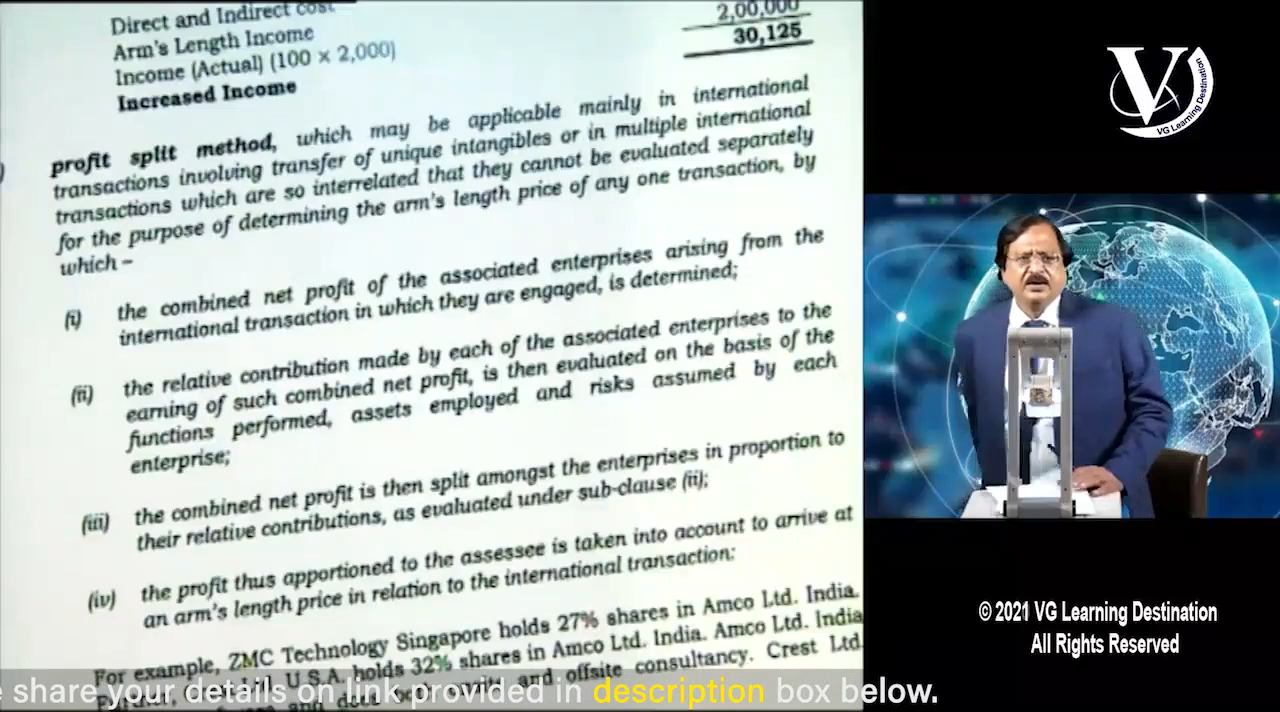 Direct and Indirect cost
Arm's Length Income
Income (Actual) (100 × 2,000)
Increased Income
2,00,000
30,125
profit split method, which may be applicable mainly in international
transactions involving transfer of unique intangibles or in multiple international
transactions which are so interrelated that they cannot be evaluated separately
for the purpose of determining the arm's length price of any one transaction, by
which –
(i) the combined net profit of the associated enterprises arising from the
international transaction in which they are engaged, is determined;
(ii) the relative contribution made by each of the associated enterprises to the
earning of such combined net profit, is then evaluated on the basis of the
functions performed, assets employed and risks assumed by each
enterprise;
(iii) the combined net profit is then split amongst the enterprises in proportion to
their relative contributions, as evaluated under sub-clause (ii);
(iv) the profit thus apportioned to the assessee is taken into account to arrive at
an arm's length price in relation to the international transaction:
For example, ZMC Technology Singapore holds 27% shares in Amco Ltd. India.
U.S.A. holds 32% shares in Amco Ltd. India. Amco Ltd. India
and offsite consultancy. Crest Ltd.
share your details on link provided in description box below.
V
VG Learning Destination
© 2021 VG Learning Destination
All Rights Reserved